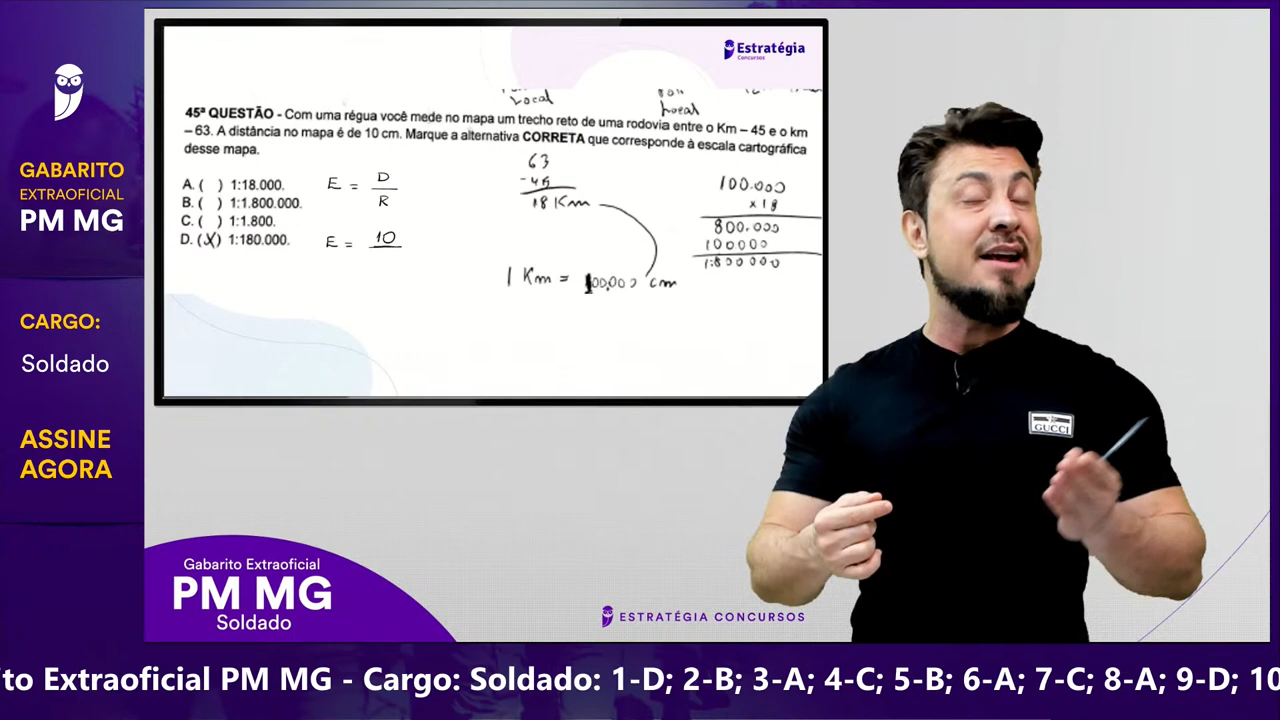 GABARITO
EXTRAOFICIAL
PM MG
CARGO:
Soldado
ASSINE
AGORA
Estratégia
Concursos
Local
Local
45ª QUESTÃO - Com uma régua você mede no mapa um trecho reto de uma rodovia entre o Km – 45 e o km
– 63. A distância no mapa é de 10 cm. Marque a alternativa CORRETA que corresponde à escala cartográfica
desse mapa.
A. ( ) 1:18.000.
B. ( ) 1:1.800.000.
C. ( ) 1:1.800.
D. (X) 1:180.000.
E = D
R
E = 10
63
-45
18 Km
1 Km = 100.000 cm
100.000
x 18
800.000
100000
1.800000
GUCCI
Gabarito Extraoficial
PM MG
Soldado
ESTRATÉGIA CONCURSOS
to Extraoficial PM MG - Cargo: Soldado: 1-D; 2-B; 3-A; 4-C; 5-B; 6-A; 7-C; 8-A; 9-D; 10